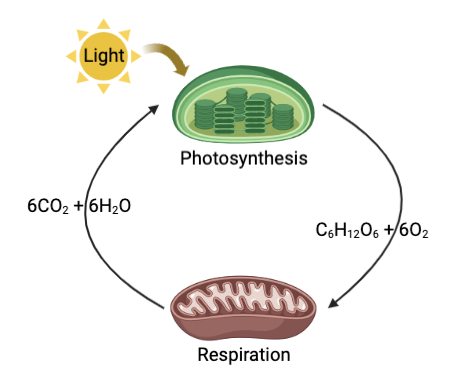 Light
Photosynthesis
6CO₂ + 6H₂O
C₆H₁₂O₆ + 6O₂
Respiration